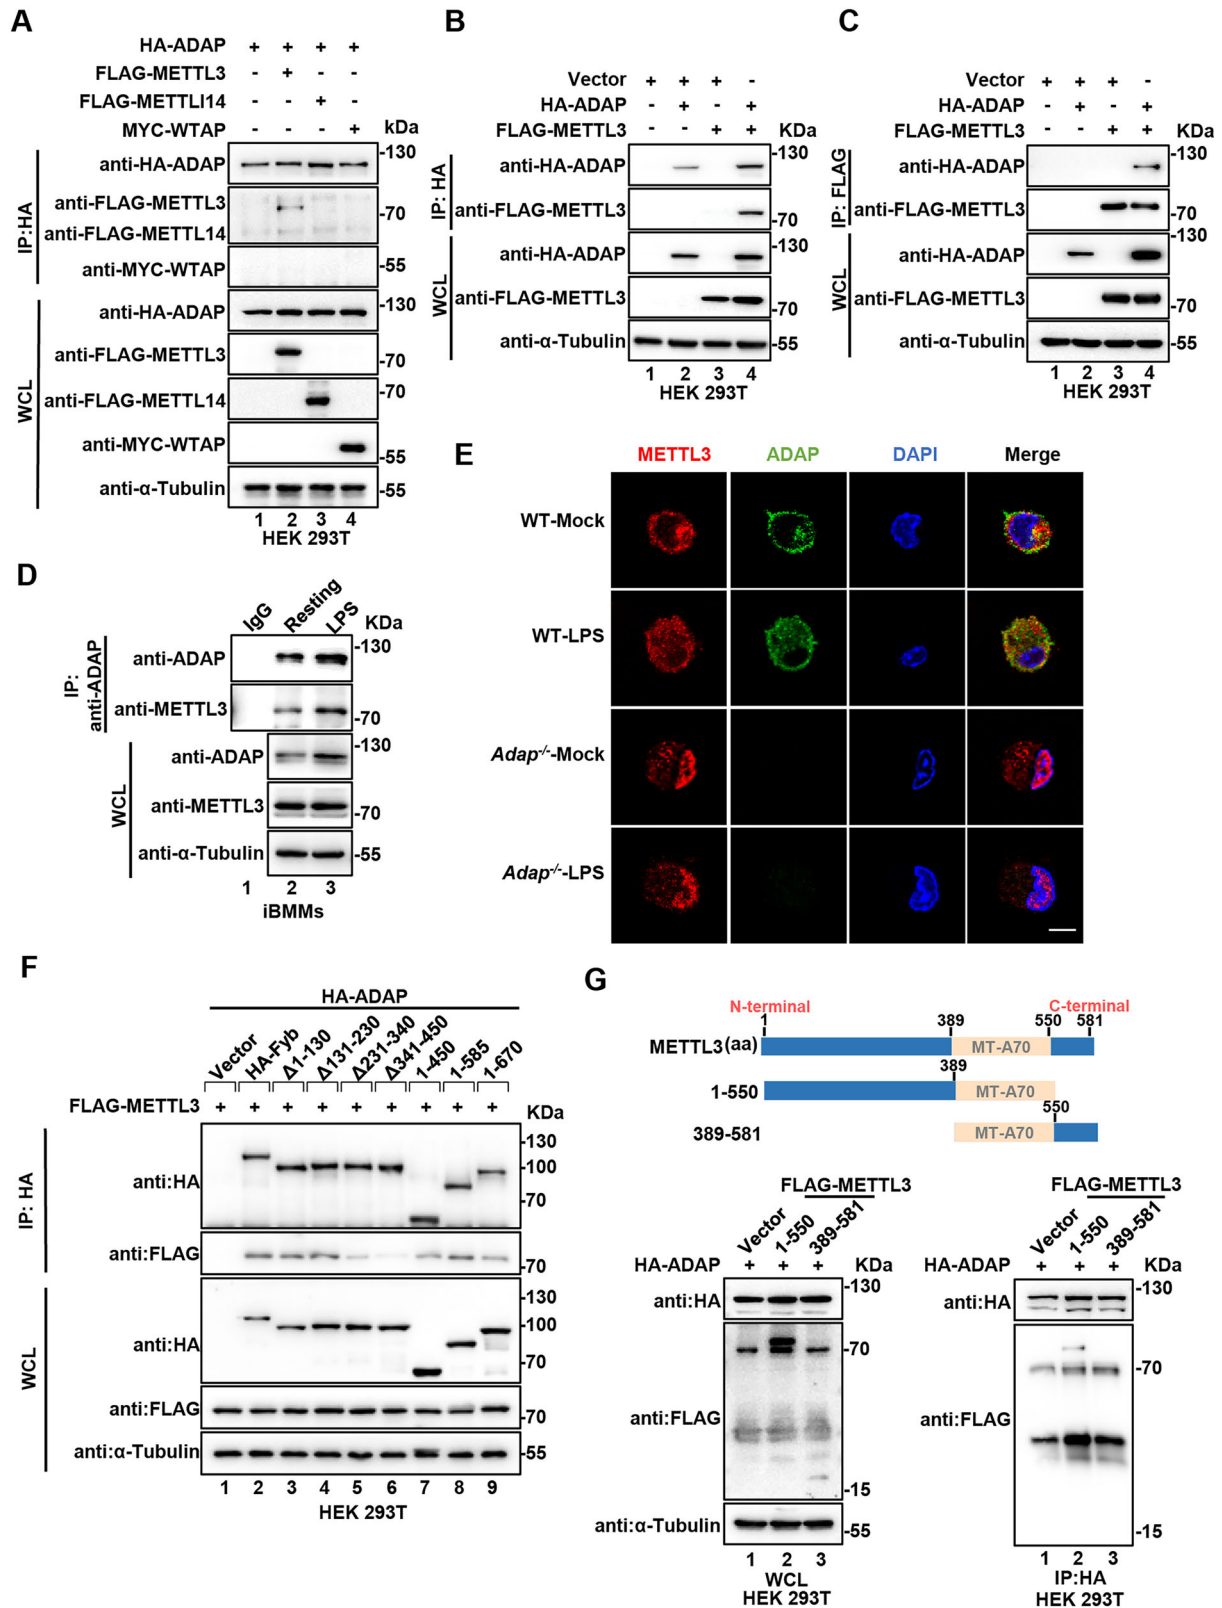 A
HA-ADAP + + + +
FLAG-METTL3 - + - -
FLAG-METTLI14 - - + -
MYC-WTAP - - - + kDa
IP:HA
anti-HA-ADAP -130
anti-FLAG-METTL3 -70
anti-FLAG-METTL14
anti-MYC-WTAP -55
WCL
anti-HA-ADAP -130
anti-FLAG-METTL3 -70
anti-FLAG-METTL14 -70
anti-MYC-WTAP -55
anti-α-Tubulin -55
1 2 3 4
HEK 293T
B
Vector + + + -
HA-ADAP - + - +
FLAG-METTL3 - - + + KDa
IP: HA
anti-HA-ADAP -130
anti-FLAG-METTL3 -70
WCL
anti-HA-ADAP -130
anti-FLAG-METTL3 -70
anti-α-Tubulin -55
1 2 3 4
HEK 293T
C
Vector + + + -
HA-ADAP - + - +
FLAG-METTL3 - - + + KDa
IP: FLAG
anti-HA-ADAP -130
anti-FLAG-METTL3 -70
WCL
anti-HA-ADAP -130
anti-FLAG-METTL3 -70
anti-α-Tubulin -55
1 2 3 4
HEK 293T
D
IgG Resting LPS KDa
IP:
anti-ADAP
anti-ADAP -130
anti-METTL3 -70
WCL
anti-ADAP -130
anti-METTL3 -70
anti-α-Tubulin -55
1 2 3
iBMMs
E
METTL3 ADAP DAPI Merge
WT-Mock
WT-LPS
Adap-/--Mock
Adap-/--LPS
F
HA-ADAP
Vector HA-Fyb Δ1-130 Δ131-230 Δ231-340 Δ341-450 1-450 1-585 1-670
FLAG-METTL3 + + + + + + + + + KDa
IP: HA
anti:HA -130
-100
-70
anti:FLAG -70
WCL
anti:HA -130
-100
-70
anti:FLAG -70
anti:α-Tubulin -55
1 2 3 4 5 6 7 8 9
HEK 293T
G
N-terminal C-terminal
1 389 550 581
METTL3(aa) MT-A70
389
1-550 MT-A70
550
389-581 MT-A70
FLAG-METTL3
Vector 1-550 389-581
HA-ADAP + + + KDa
anti:HA -130
-70
anti:FLAG
-15
anti:α-Tubulin -55
1 2 3
WCL
HEK 293T
FLAG-METTL3
Vector 1-550 389-581
HA-ADAP + + + KDa
anti:HA -130
-70
anti:FLAG
-15
1 2 3
IP:HA
HEK 293T